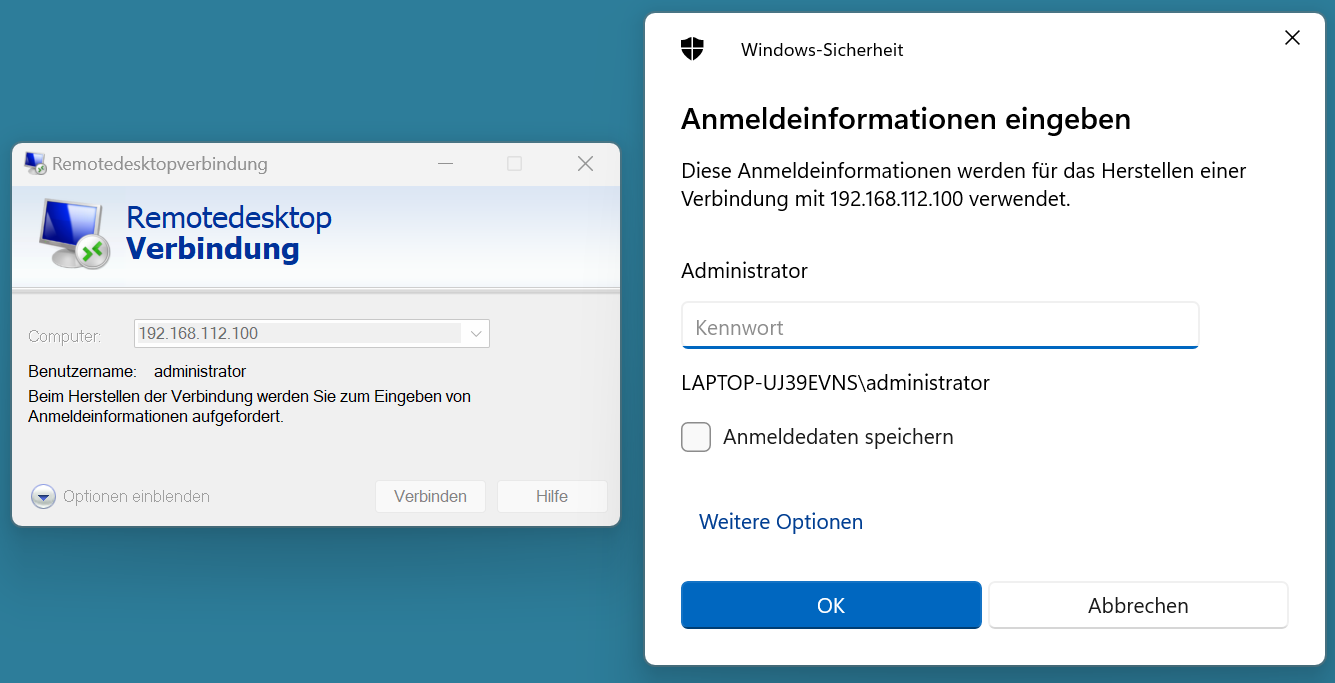 Remotedesktopverbindung
Remotedesktop
Verbindung
Computer:
192.168.112.100
Benutzername: administrator
Beim Herstellen der Verbindung werden Sie zum Eingeben von
Anmeldeinformationen aufgefordert.
Optionen einblenden
Verbinden
Hilfe
Windows-Sicherheit
Anmeldeinformationen eingeben
Diese Anmeldeinformationen werden für das Herstellen einer
Verbindung mit 192.168.112.100 verwendet.
Administrator
Kennwort
LAPTOP-UJ39EVNS\administrator
Anmeldedaten speichern
Weitere Optionen
OK
Abbrechen